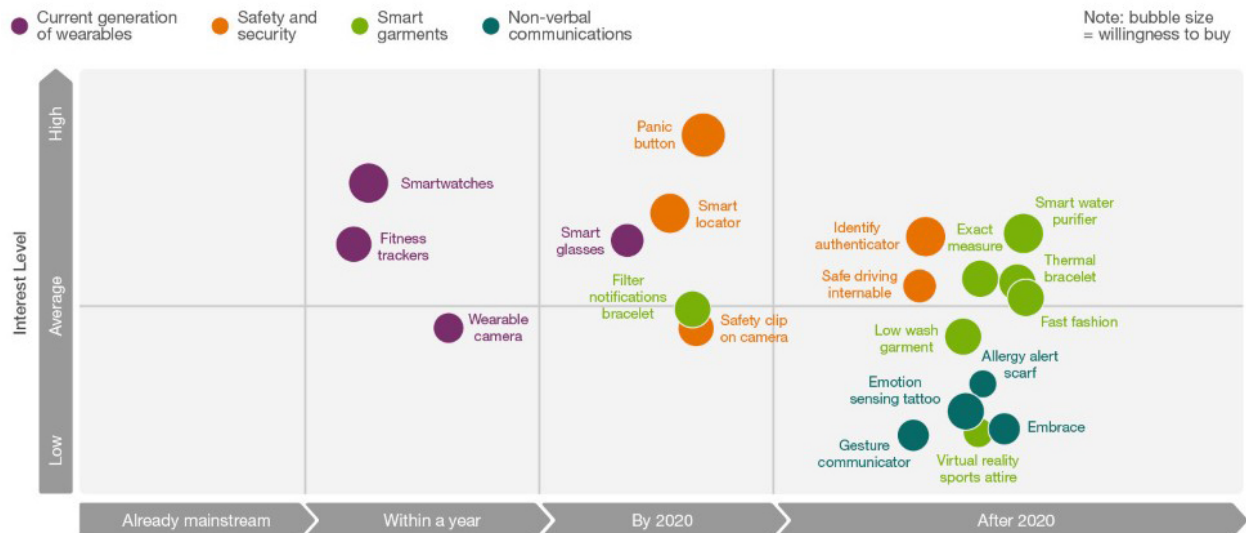 Current generation
of wearables
Safety and
security
Smart
garments
Non-verbal
communications
Note: bubble size
= willingness to buy
Interest Level
High
Average
Low
Panic
button
Smartwatches
Smart
locator
Fitness
trackers
Smart
glasses
Filter
notifications
bracelet
Wearable
camera
Safety clip
on camera
Smart water
purifier
Identify
authenticator
Exact
measure
Safe driving
internable
Thermal
bracelet
Fast fashion
Low wash
garment
Allergy alert
scarf
Emotion
sensing tattoo
Embrace
Gesture
communicator
Virtual reality
sports attire
Already mainstream
Within a year
By 2020
After 2020